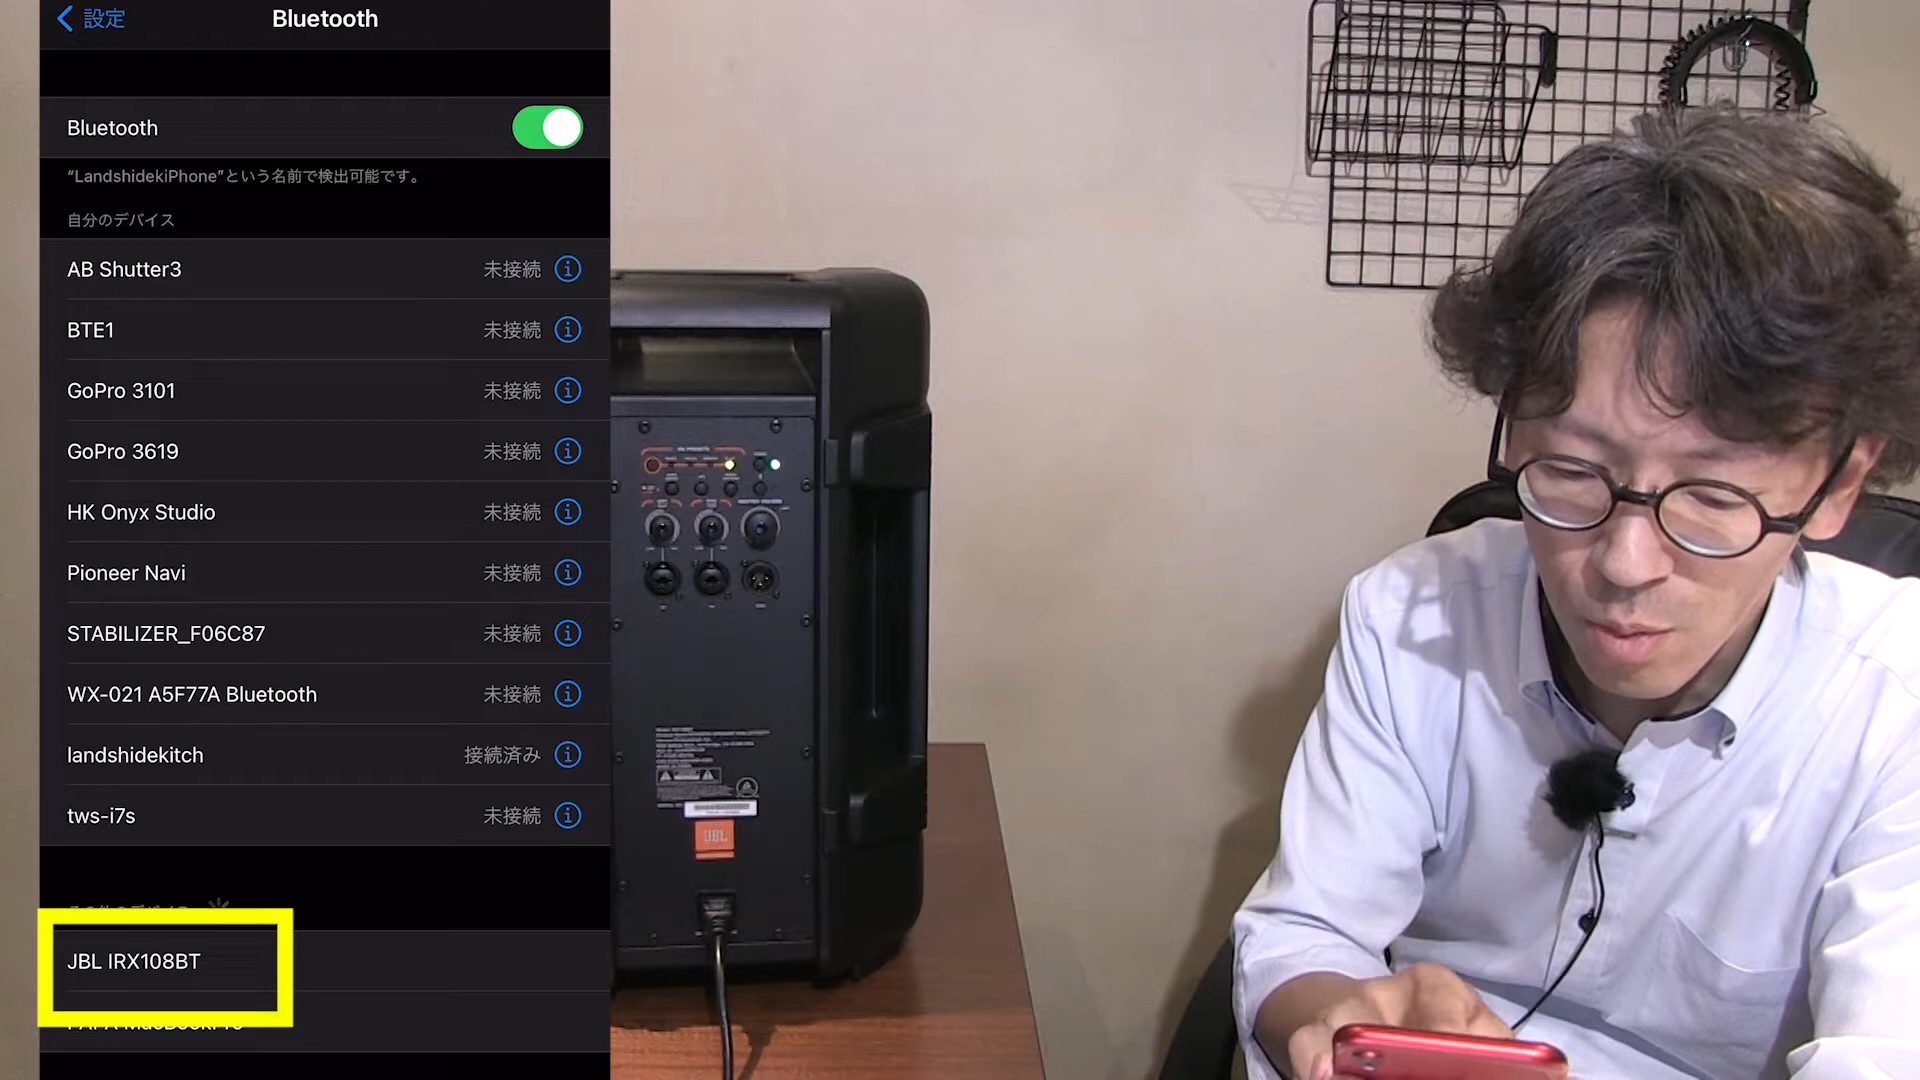 設定
Bluetooth
Bluetooth
“LandshidekiPhone”という名前で検出可能です。
自分のデバイス
AB Shutter3 未接続
BTE1 未接続
GoPro 3101 未接続
GoPro 3619 未接続
HK Onyx Studio 未接続
Pioneer Navi 未接続
STABILIZER_F06C87 未接続
WX-021 A5F77A Bluetooth 未接続
landshidekitch 接続済み
tws-i7s 未接続
JBL IRX108BT
JBL